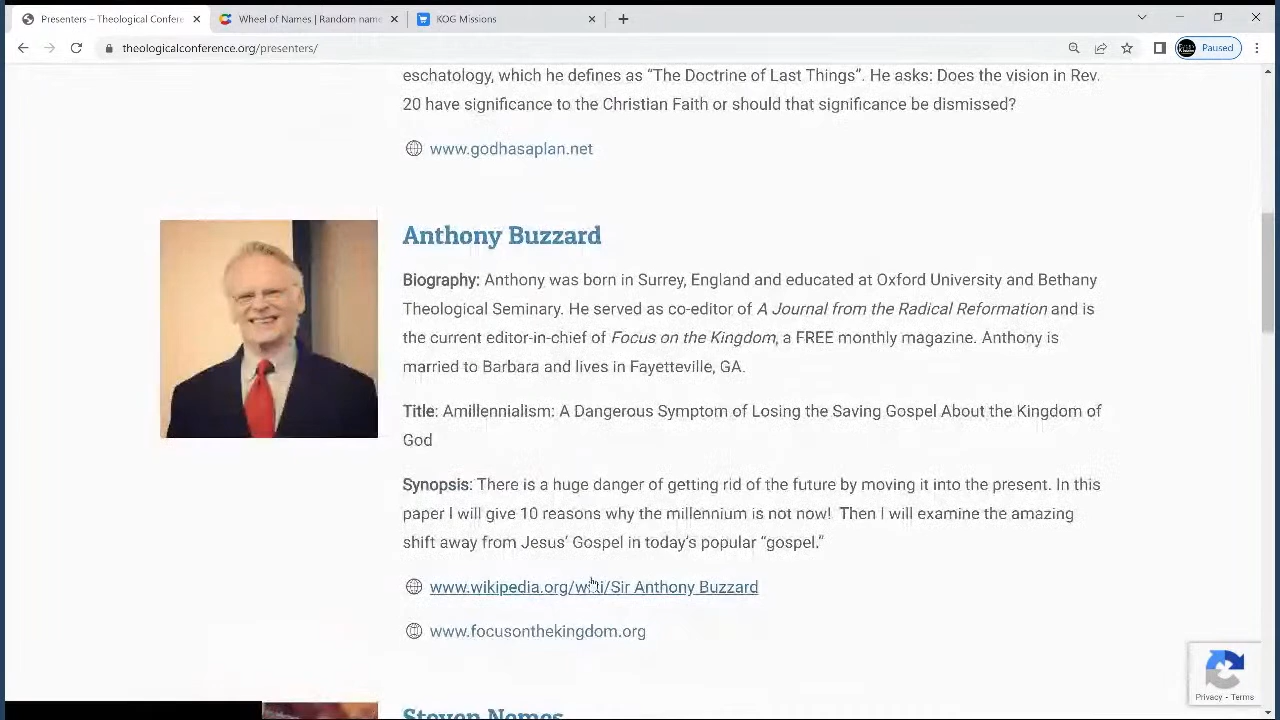 Presenters – Theological Confere
Wheel of Names | Random name
KOG Missions
theologicalconference.org/presenters/
Paused
eschatology, which he defines as “The Doctrine of Last Things”. He asks: Does the vision in Rev.
20 have significance to the Christian Faith or should that significance be dismissed?
www.godhasaplan.net
Anthony Buzzard
Biography: Anthony was born in Surrey, England and educated at Oxford University and Bethany
Theological Seminary. He served as co-editor of A Journal from the Radical Reformation and is
the current editor-in-chief of Focus on the Kingdom, a FREE monthly magazine. Anthony is
married to Barbara and lives in Fayetteville, GA.
Title: Amillennialism: A Dangerous Symptom of Losing the Saving Gospel About the Kingdom of
God
Synopsis: There is a huge danger of getting rid of the future by moving it into the present. In this
paper I will give 10 reasons why the millennium is not now!  Then I will examine the amazing
shift away from Jesus’ Gospel in today’s popular “gospel.”
www.wikipedia.org/wiki/Sir Anthony Buzzard
www.focusonthekingdom.org
Privacy - Terms
Steven Nemes